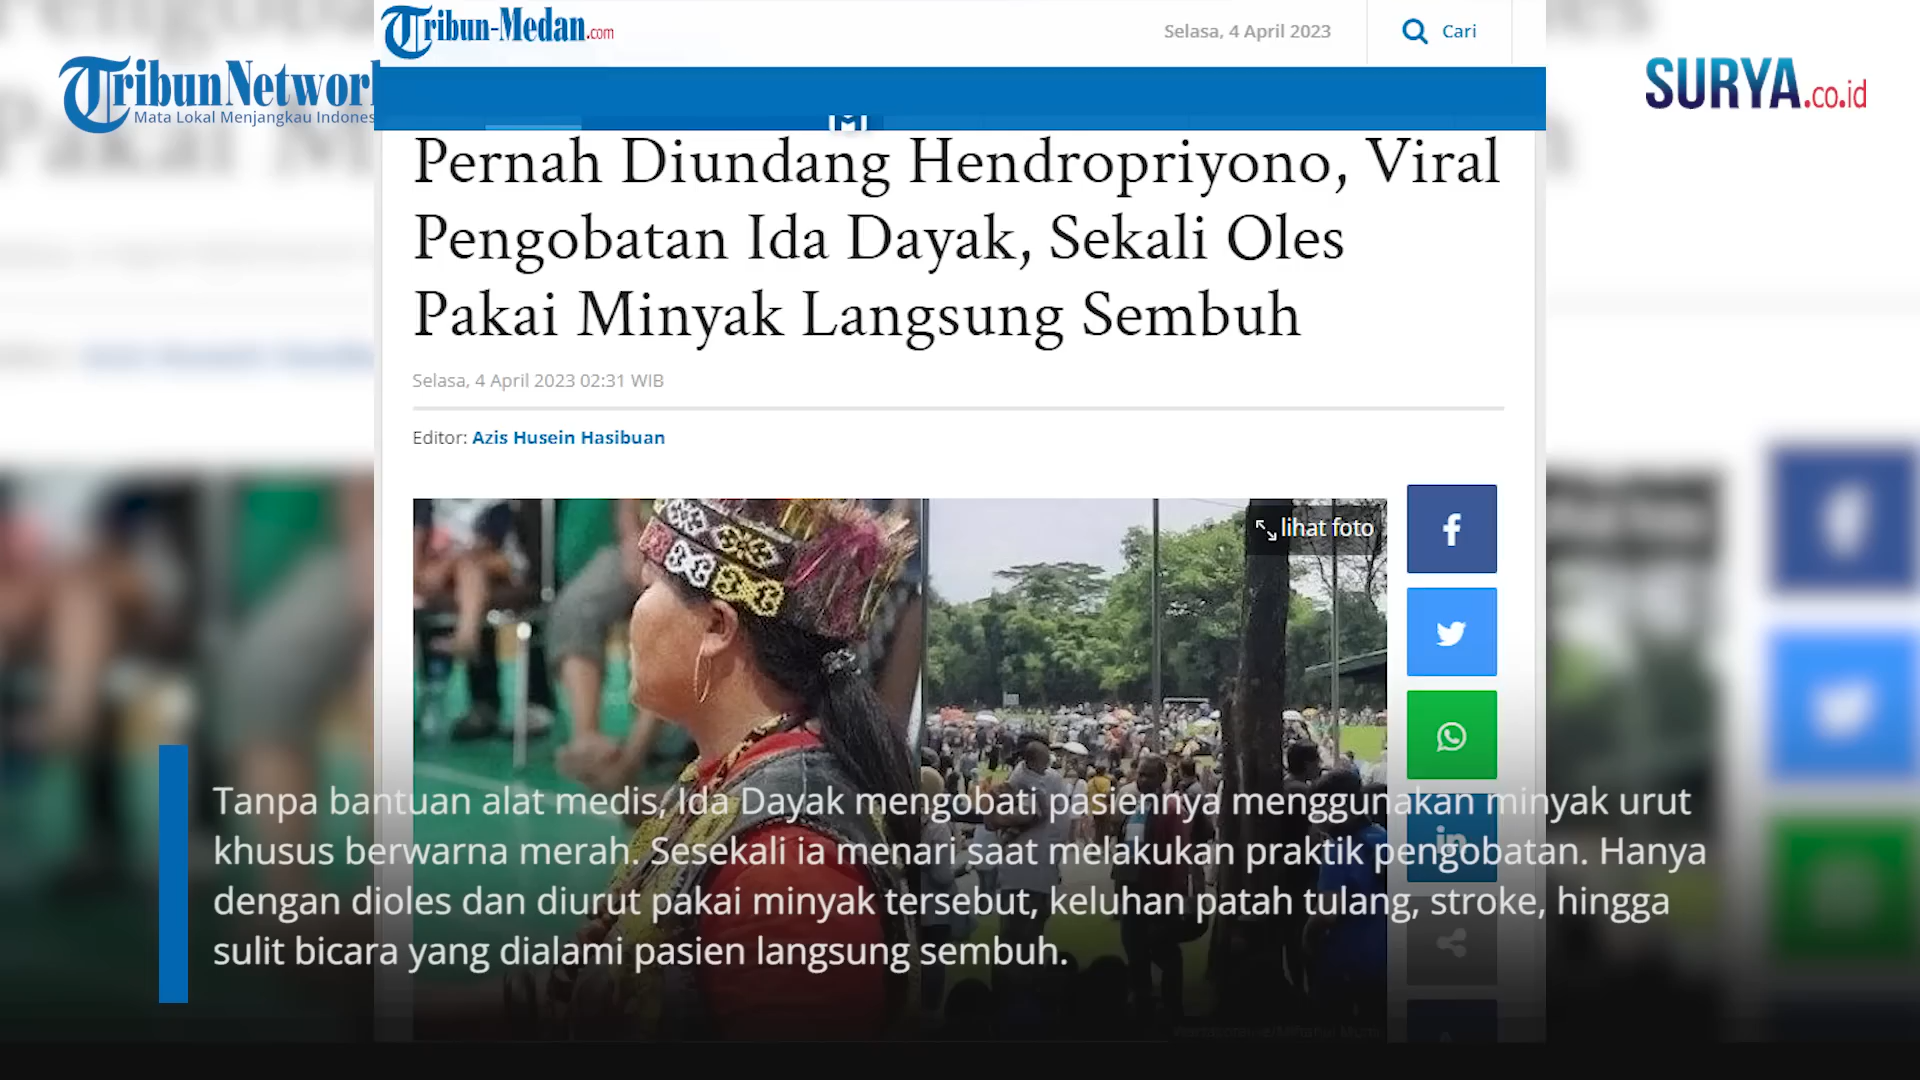 Tribun-Medan.com
Selasa, 4 April 2023
Cari
TribunNetwork
Mata Lokal Menjangkau Indones
SURYA.co.id
Pernah Diundang Hendropriyono, Viral
Pengobatan Ida Dayak, Sekali Oles
Pakai Minyak Langsung Sembuh
Selasa, 4 April 2023 02:31 WIB
Editor: Azis Husein Hasibuan
lihat foto
Tanpa bantuan alat medis, Ida Dayak mengobati pasiennya menggunakan minyak urut
khusus berwarna merah. Sesekali ia menari saat melakukan praktik pengobatan. Hanya
dengan dioles dan diurut pakai minyak tersebut, keluhan patah tulang, stroke, hingga
sulit bicara yang dialami pasien langsung sembuh.